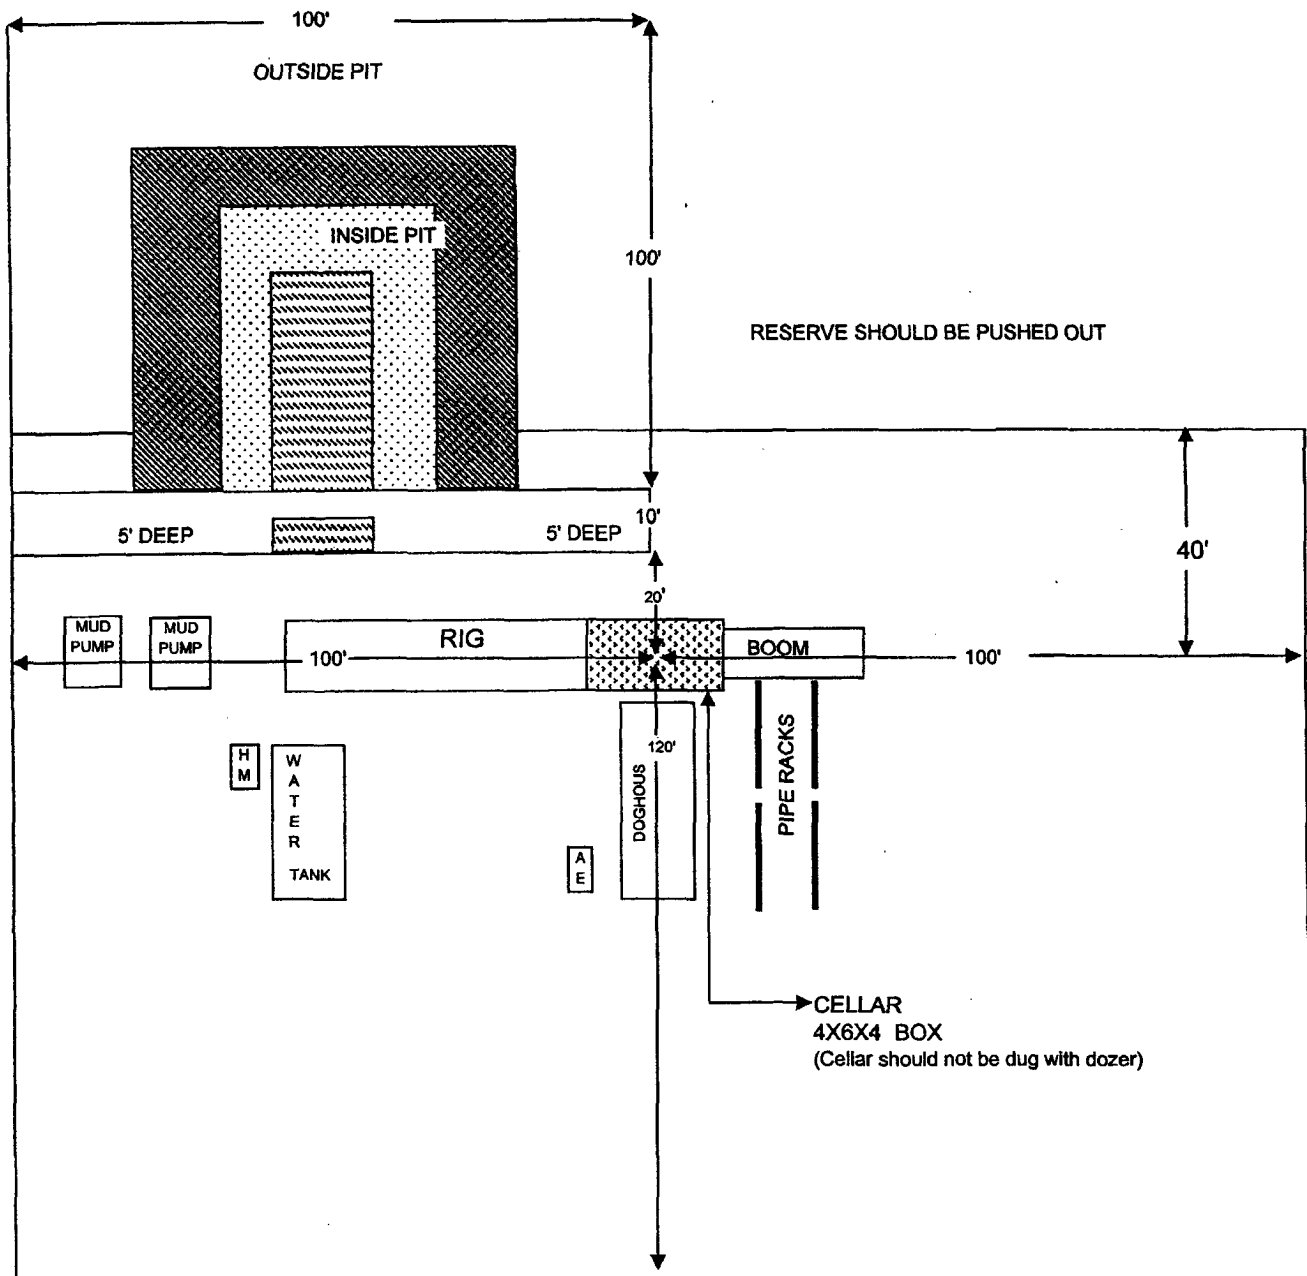 100'
OUTSIDE PIT
INSIDE PIT
100'
RESERVE SHOULD BE PUSHED OUT
10'
5' DEEP
5' DEEP
40'
20'
MUD
PUMP
MUD
PUMP
RIG
BOOM
100'
100'
H
M
W
A
T
E
R
TANK
120'
DOGHOUS
PIPE RACKS
A
E
CELLAR
4X6X4 BOX
(Cellar should not be dug with dozer)